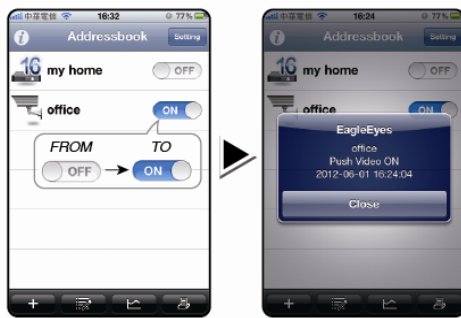 中華電信 16:32 77%
Addressbook Setting
16 my home OFF
office ON
FROM TO
OFF ON
中華電信 16:24 77%
Addressbook Setting
16 my home OFF
office ON
EagleEyes
office
Push Video ON
2012-06-01 16:24:04
Close